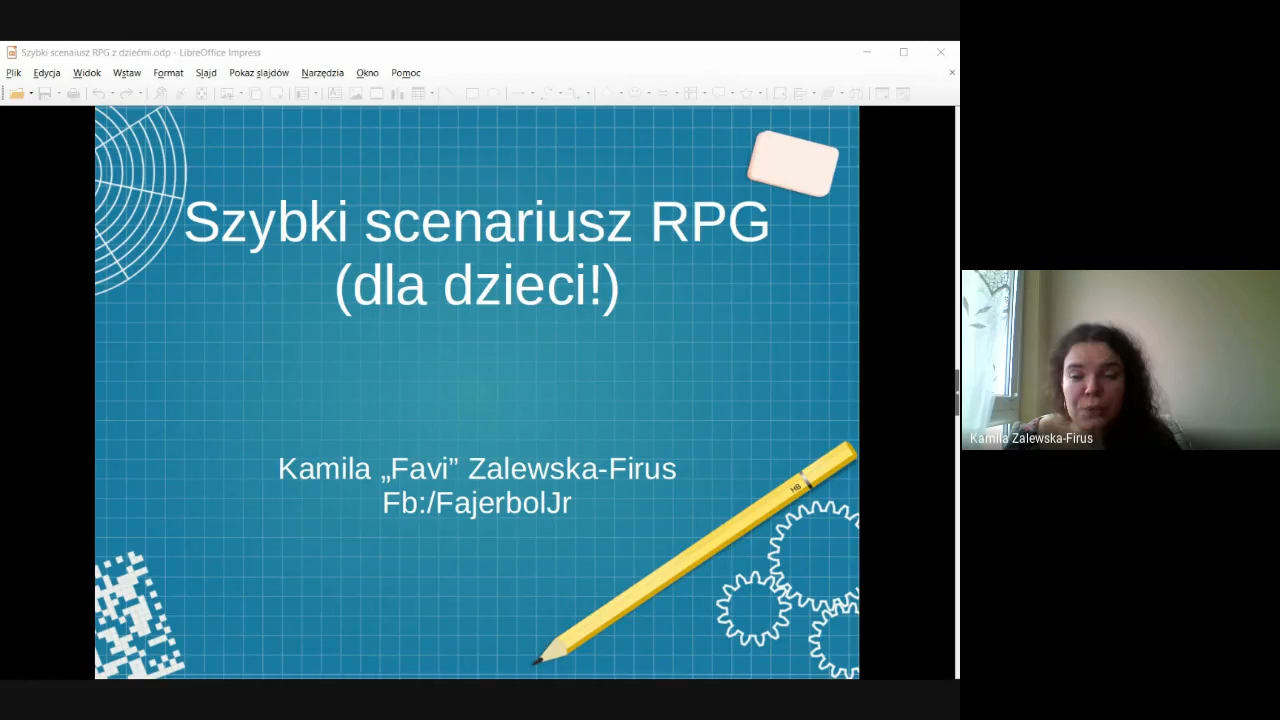 Szybki scenaiusz RPG z dziećmi.odp - LibreOffice Impress
Plik Edycja Widok Wstaw Format Slajd Pokaz slajdów Narzędzia Okno Pomoc
Szybki scenariusz RPG
(dla dzieci!)
Kamila „Favi” Zalewska-Firus
Fb:/FajerbolJr
HB
Kamila Zalewska-Firus